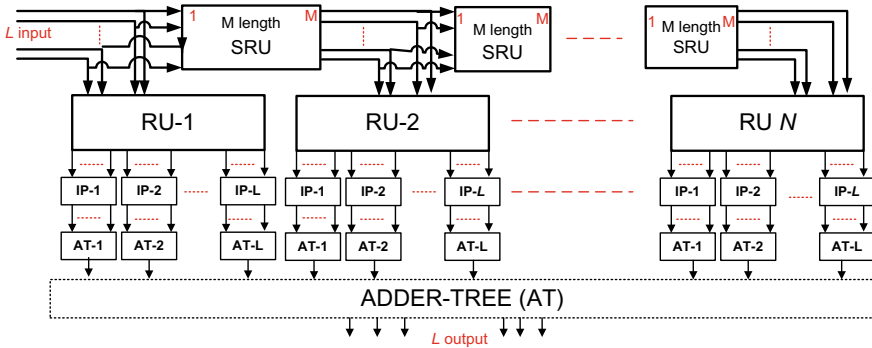 L input
1 M length SRU M
1 M length SRU M
1 M length SRU M
RU-1 RU-2 RU N
IP-1 IP-2 IP-L IP-1 IP-2 IP-L IP-1 IP-2 IP-L
AT-1 AT-2 AT-L AT-1 AT-2 AT-L AT-1 AT-2 AT-L
ADDER-TREE (AT)
L output